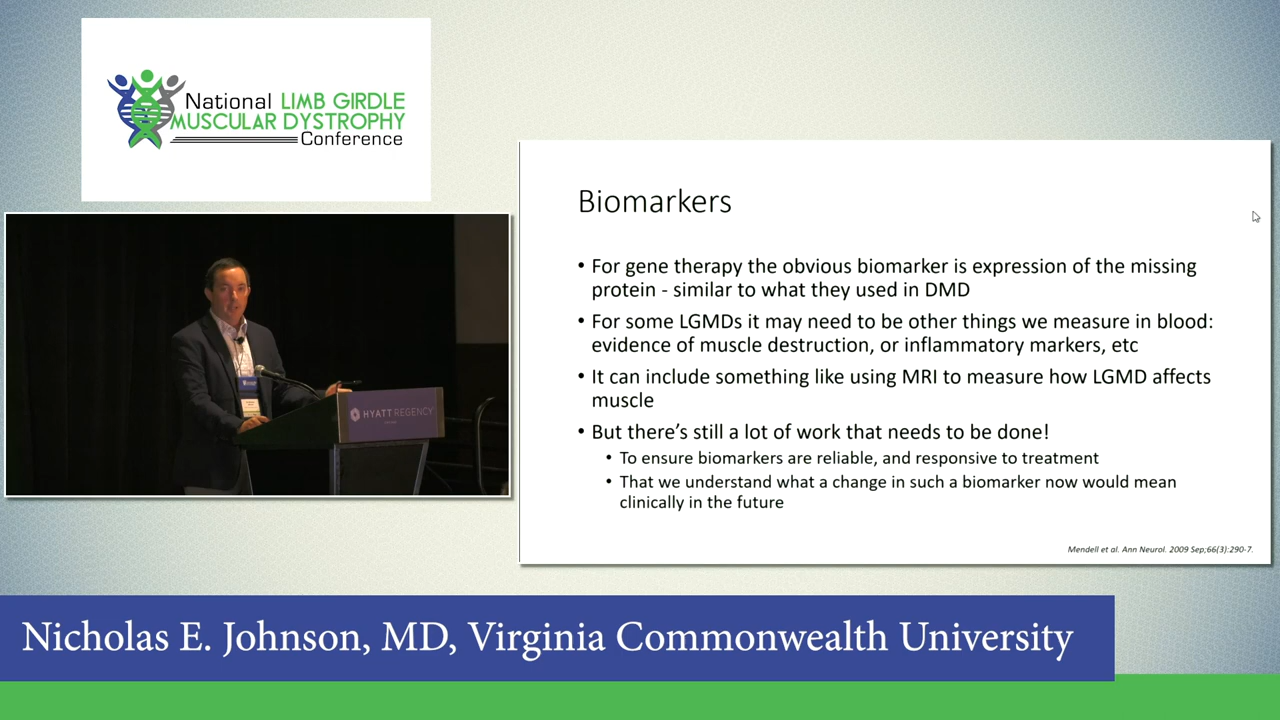 National LIMB GIRDLE
MUSCULAR DYSTROPHY
Conference
HYATT REGENCY
Biomarkers
• For gene therapy the obvious biomarker is expression of the missing
protein - similar to what they used in DMD
• For some LGMDs it may need to be other things we measure in blood:
evidence of muscle destruction, or inflammatory markers, etc
• It can include something like using MRI to measure how LGMD affects
muscle
• But there's still a lot of work that needs to be done!
• To ensure biomarkers are reliable, and responsive to treatment
• That we understand what a change in such a biomarker now would mean
clinically in the future
Mendell et al. Ann Neurol. 2009 Sep;66(3):290-7.
Nicholas E. Johnson, MD, Virginia Commonwealth University